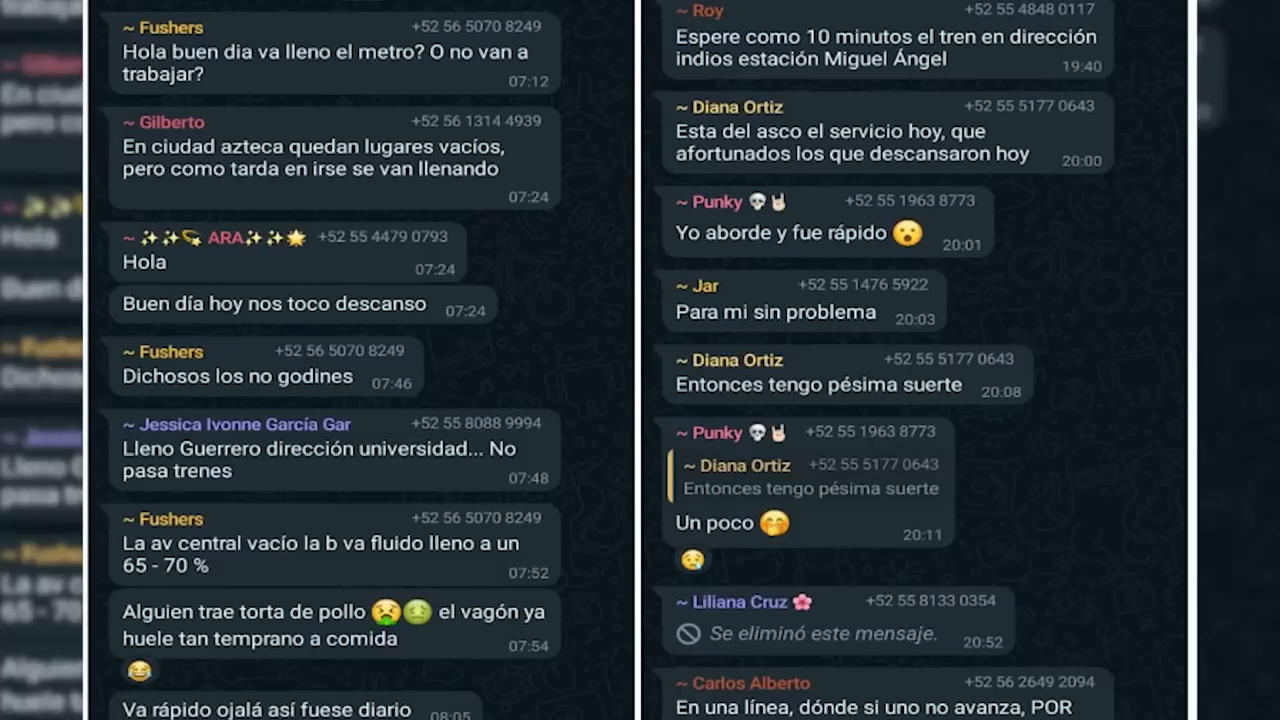 ~ Fushers +52 56 5070 8249
Hola buen dia va lleno el metro? O no van a
trabajar?
07:12
~ Gilberto +52 56 1314 4939
En ciudad azteca quedan lugares vacíos,
pero como tarda en irse se van llenando
07:24
~ ✨✨💫 ARA✨✨🌟 +52 55 4479 0793
Hola 07:24
Buen día hoy nos toco descanso 07:24
~ Fushers +52 56 5070 8249
Dichosos los no godines 07:46
~ Jessica Ivonne García Gar +52 55 8088 9994
Lleno Guerrero dirección universidad... No
pasa trenes 07:48
~ Fushers +52 56 5070 8249
La av central vacío la b va fluido lleno a un
65 - 70 % 07:52
Alguien trae torta de pollo 🤮🤢 el vagón ya
huele tan temprano a comida 07:54
😂
Va rápido ojalá así fuese diario 08:05
~ Roy +52 55 4848 0117
Espere como 10 minutos el tren en dirección
indios estación Miguel Ángel 19:40
~ Diana Ortiz +52 55 5177 0643
Esta del asco el servicio hoy, que
afortunados los que descansaron hoy 20:00
~ Punky 💀🤘🏻 +52 55 1963 8773
Yo aborde y fue rápido 😮 20:01
~ Jar +52 55 1476 5922
Para mi sin problema 20:03
~ Diana Ortiz +52 55 5177 0643
Entonces tengo pésima suerte 20:08
~ Punky 💀🤘🏻 +52 55 1963 8773
~ Diana Ortiz +52 55 5177 0643
Entonces tengo pésima suerte
Un poco 🤭 20:11
😢
~ Liliana Cruz 🌸 +52 55 8133 0354
🚫 Se eliminó este mensaje. 20:52
~ Carlos Alberto +52 56 2649 2094
En una línea, dónde si uno no avanza, POR